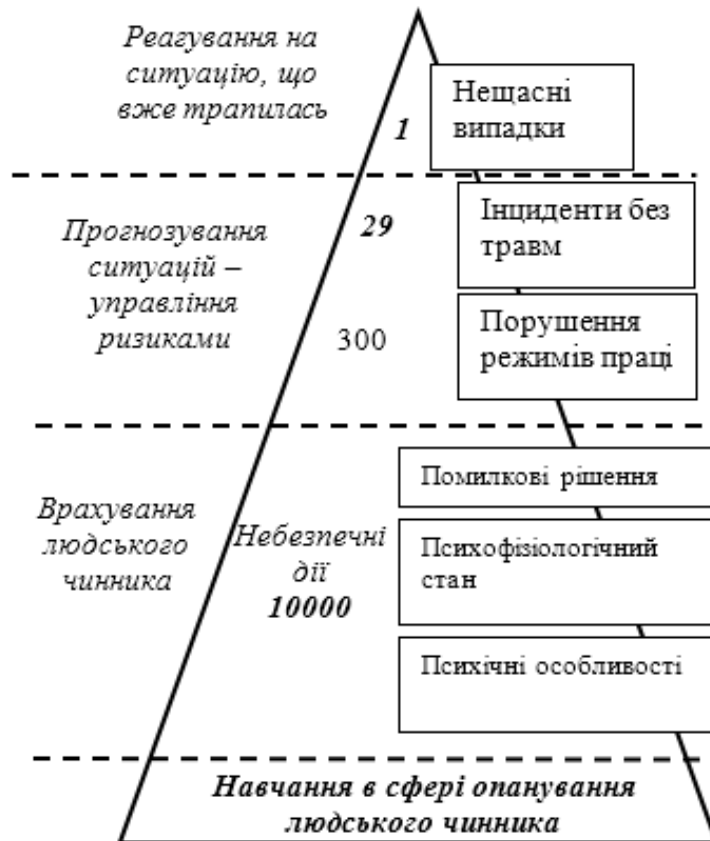 Реагування на
ситуацію, що
вже трапилась
1
Нещасні
випадки
Прогнозування
ситуацій –
управління
ризиками
29
Інциденти без
травм
300
Порушення
режимів праці
Врахування
людського
чинника
Небезпечні
дії
10000
Помилкові рішення
Психофізіологічний
стан
Психічні особливості
Навчання в сфері опанування
людського чинника